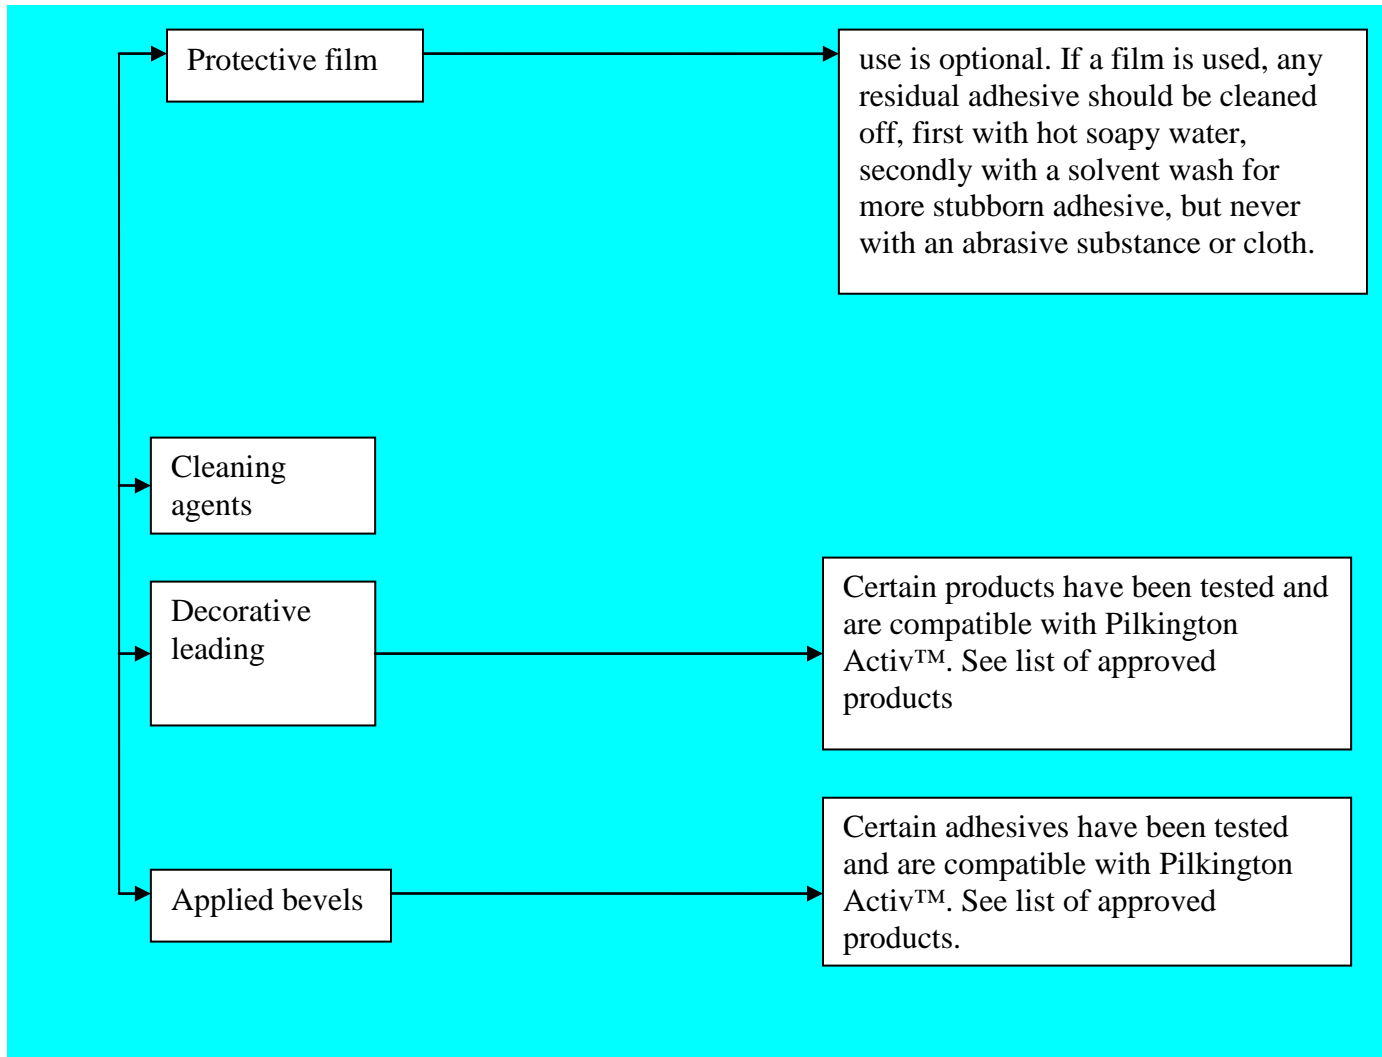 Protective film
use is optional. If a film is used, any
residual adhesive should be cleaned
off, first with hot soapy water,
secondly with a solvent wash for
more stubborn adhesive, but never
with an abrasive substance or cloth.
Cleaning
agents
Decorative
leading
Certain products have been tested and
are compatible with Pilkington
Activ™. See list of approved
products
Applied bevels
Certain adhesives have been tested
and are compatible with Pilkington
Activ™. See list of approved
products.